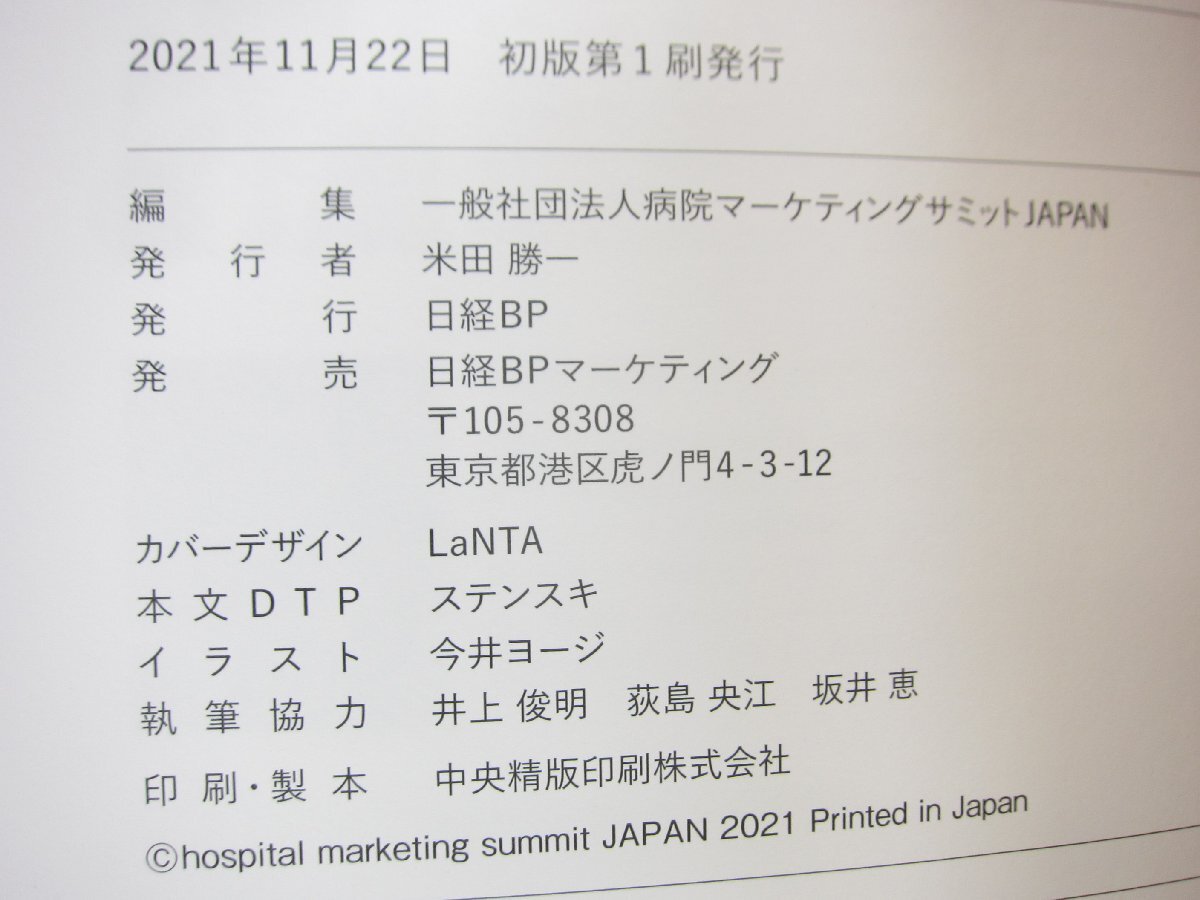 2021年11月22日　初版第1刷発行
編集　一般社団法人病院マーケティングサミットJAPAN
発行者　米田 勝一
発行　日経BP
発売　日経BPマーケティング
〒105-8308
東京都港区虎ノ門4-3-12
カバーデザイン　LaNTA
本文DTP　ステンスキ
イラスト　今井ヨージ
執筆協力　井上 俊明　荻島 央江　坂井 恵
印刷・製本　中央精版印刷株式会社
©hospital marketing summit JAPAN 2021 Printed in Japan